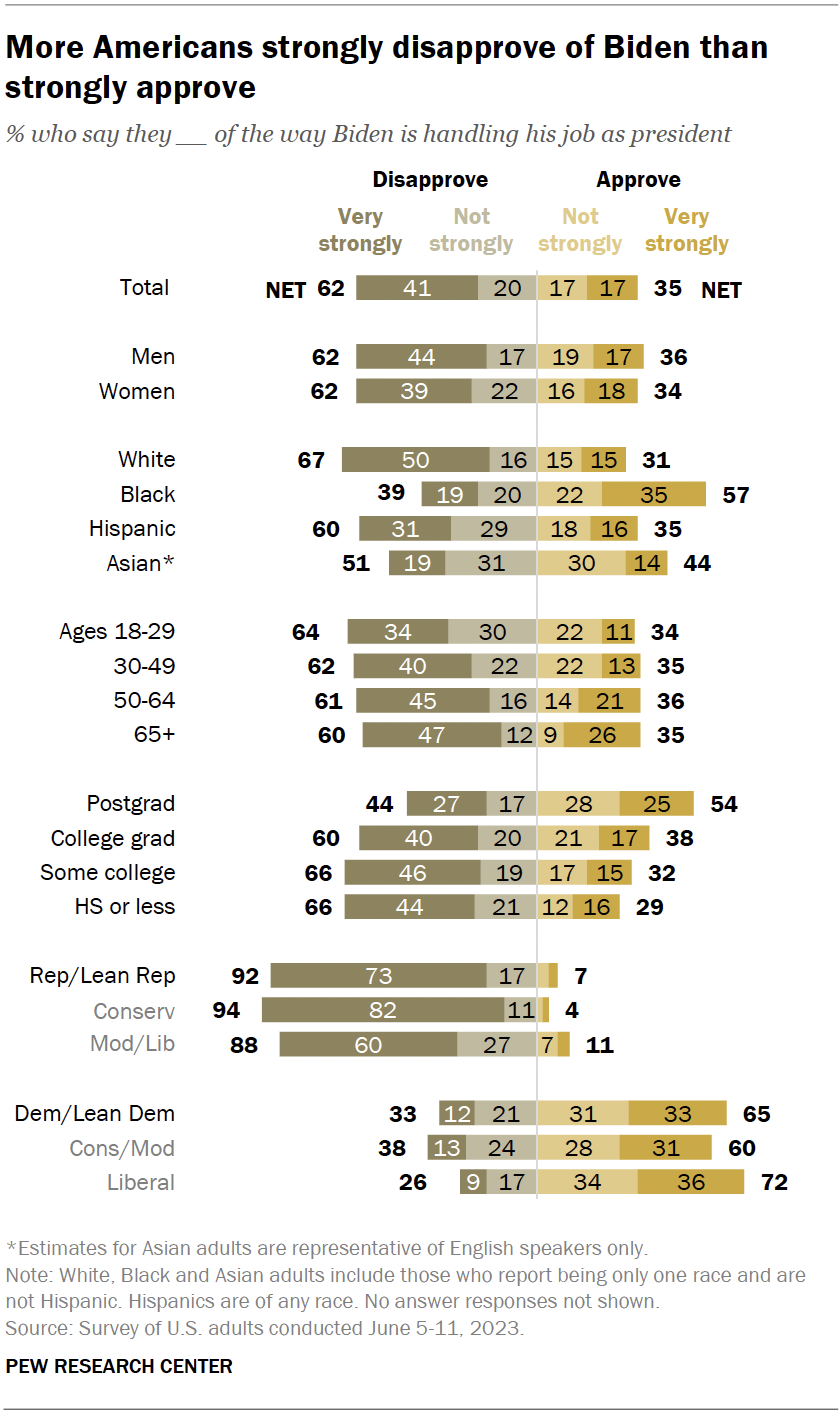 More Americans strongly disapprove of Biden than
strongly approve
% who say they __ of the way Biden is handling his job as president
Disapprove Approve
Very Not Not Very
strongly strongly strongly strongly
Total NET 62 41 20 17 17 35 NET
Men 62 44 17 19 17 36
Women 62 39 22 16 18 34
White 67 50 16 15 15 31
Black 39 19 20 22 35 57
Hispanic 60 31 29 18 16 35
Asian* 51 19 31 30 14 44
Ages 18-29 64 34 30 22 11 34
30-49 62 40 22 22 13 35
50-64 61 45 16 14 21 36
65+ 60 47 12 9 26 35
Postgrad 44 27 17 28 25 54
College grad 60 40 20 21 17 38
Some college 66 46 19 17 15 32
HS or less 66 44 21 12 16 29
Rep/Lean Rep 92 73 17 7
Conserv 94 82 11 4
Mod/Lib 88 60 27 7 11
Dem/Lean Dem 33 12 21 31 33 65
Cons/Mod 38 13 24 28 31 60
Liberal 26 9 17 34 36 72
*Estimates for Asian adults are representative of English speakers only.
Note: White, Black and Asian adults include those who report being only one race and are
not Hispanic. Hispanics are of any race. No answer responses not shown.
Source: Survey of U.S. adults conducted June 5-11, 2023.
PEW RESEARCH CENTER